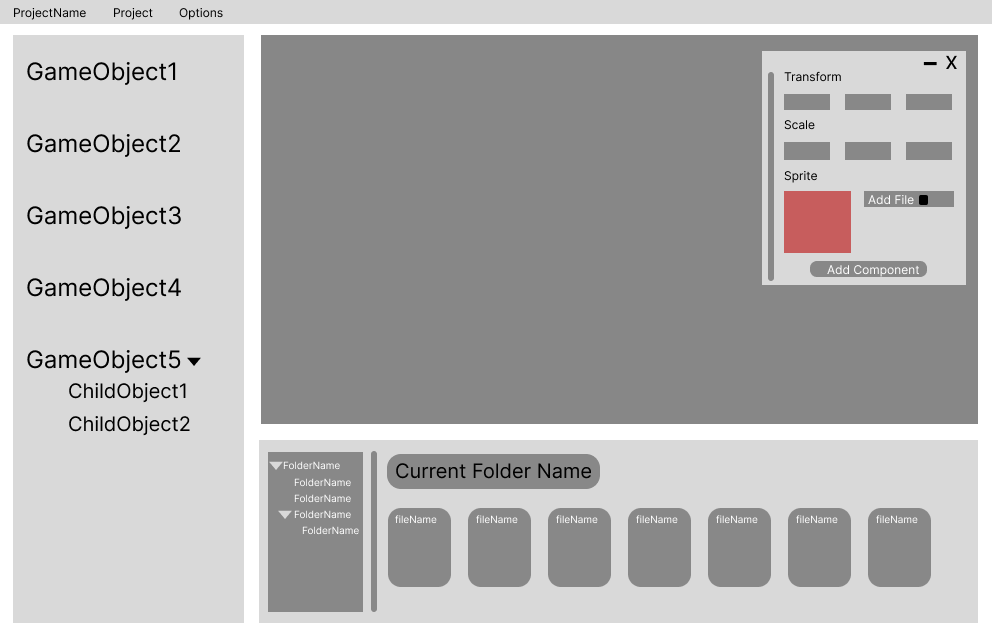 ProjectName Project Options
GameObject1
GameObject2
GameObject3
GameObject4
GameObject5
ChildObject1
ChildObject2
X
Transform
Scale
Sprite
Add File
Add Component
FolderName
FolderName
FolderName
FolderName
FolderName
Current Folder Name
fileName fileName fileName fileName fileName fileName fileName